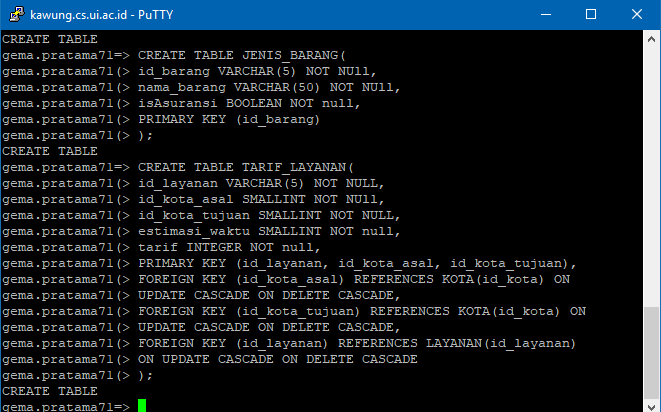 kawung.cs.ui.ac.id - PuTTY
CREATE TABLE
gema.pratama71=> CREATE TABLE JENIS_BARANG(
gema.pratama71(> id_barang VARCHAR(5) NOT NUll,
gema.pratama71(> nama_barang VARCHAR(50) NOT NUll,
gema.pratama71(> isAsuransi BOOLEAN NOT null,
gema.pratama71(> PRIMARY KEY (id_barang)
gema.pratama71(> );
CREATE TABLE
gema.pratama71=> CREATE TABLE TARIF_LAYANAN(
gema.pratama71(> id_layanan VARCHAR(5) NOT NULL,
gema.pratama71(> id_kota_asal SMALLINT NOT NUll,
gema.pratama71(> id_kota_tujuan SMALLINT NOT NULL,
gema.pratama71(> estimasi_waktu SMALLINT NOT null,
gema.pratama71(> tarif INTEGER NOT null,
gema.pratama71(> PRIMARY KEY (id_layanan, id_kota_asal, id_kota_tujuan),
gema.pratama71(> FOREIGN KEY (id_kota_asal) REFERENCES KOTA(id_kota) ON
gema.pratama71(> UPDATE CASCADE ON DELETE CASCADE,
gema.pratama71(> FOREIGN KEY (id_kota_tujuan) REFERENCES KOTA(id_kota) ON
gema.pratama71(> UPDATE CASCADE ON DELETE CASCADE,
gema.pratama71(> FOREIGN KEY (id_layanan) REFERENCES LAYANAN(id_layanan)
gema.pratama71(> ON UPDATE CASCADE ON DELETE CASCADE
gema.pratama71(> );
CREATE TABLE
gema.pratama71=>